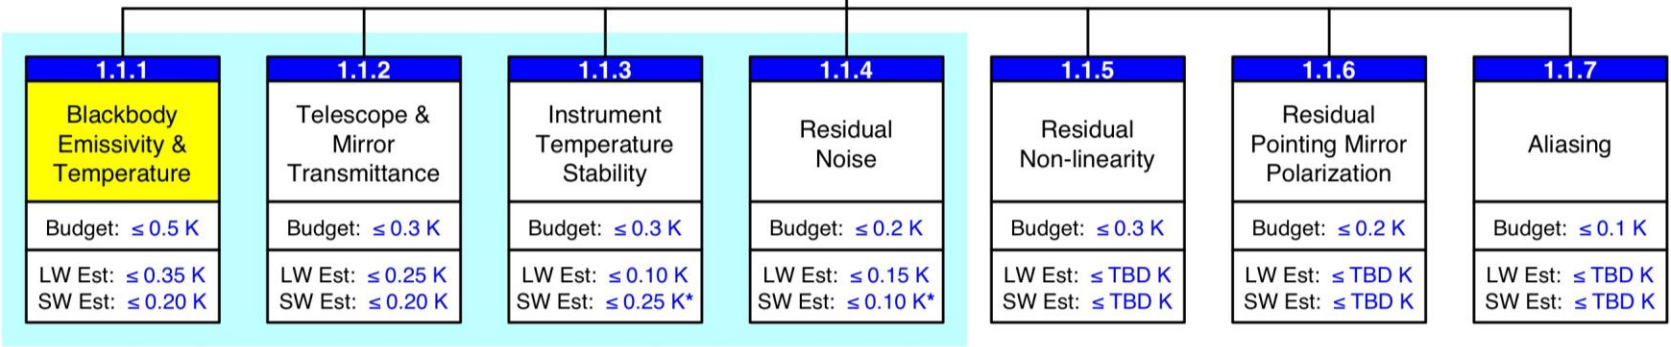 1.1.1
Blackbody
Emissivity &
Temperature
Budget: ≤ 0.5 K
LW Est: ≤ 0.35 K
SW Est: ≤ 0.20 K
1.1.2
Telescope &
Mirror
Transmittance
Budget: ≤ 0.3 K
LW Est: ≤ 0.25 K
SW Est: ≤ 0.20 K
1.1.3
Instrument
Temperature
Stability
Budget: ≤ 0.3 K
LW Est: ≤ 0.10 K
SW Est: ≤ 0.25 K*
1.1.4
Residual
Noise
Budget: ≤ 0.2 K
LW Est: ≤ 0.15 K
SW Est: ≤ 0.10 K*
1.1.5
Residual
Non-linearity
Budget: ≤ 0.3 K
LW Est: ≤ TBD K
SW Est: ≤ TBD K
1.1.6
Residual
Pointing Mirror
Polarization
Budget: ≤ 0.2 K
LW Est: ≤ TBD K
SW Est: ≤ TBD K
1.1.7
Aliasing
Budget: ≤ 0.1 K
LW Est: ≤ TBD K
SW Est: ≤ TBD K